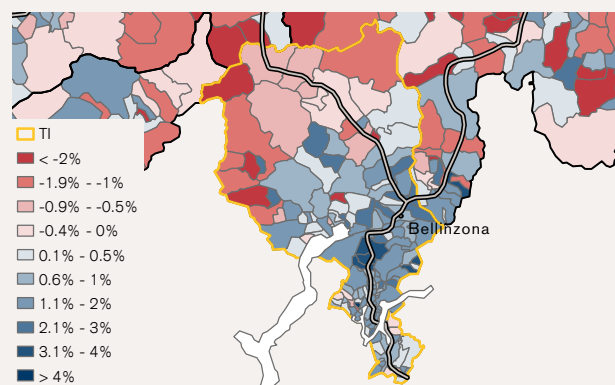 Bellinzona
TI
< -2%
-1.9% - -1%
-0.9% - -0.5%
-0.4% - 0%
0.1% - 0.5%
0.6% - 1%
1.1% - 2%
2.1% - 3%
3.1% - 4%
> 4%